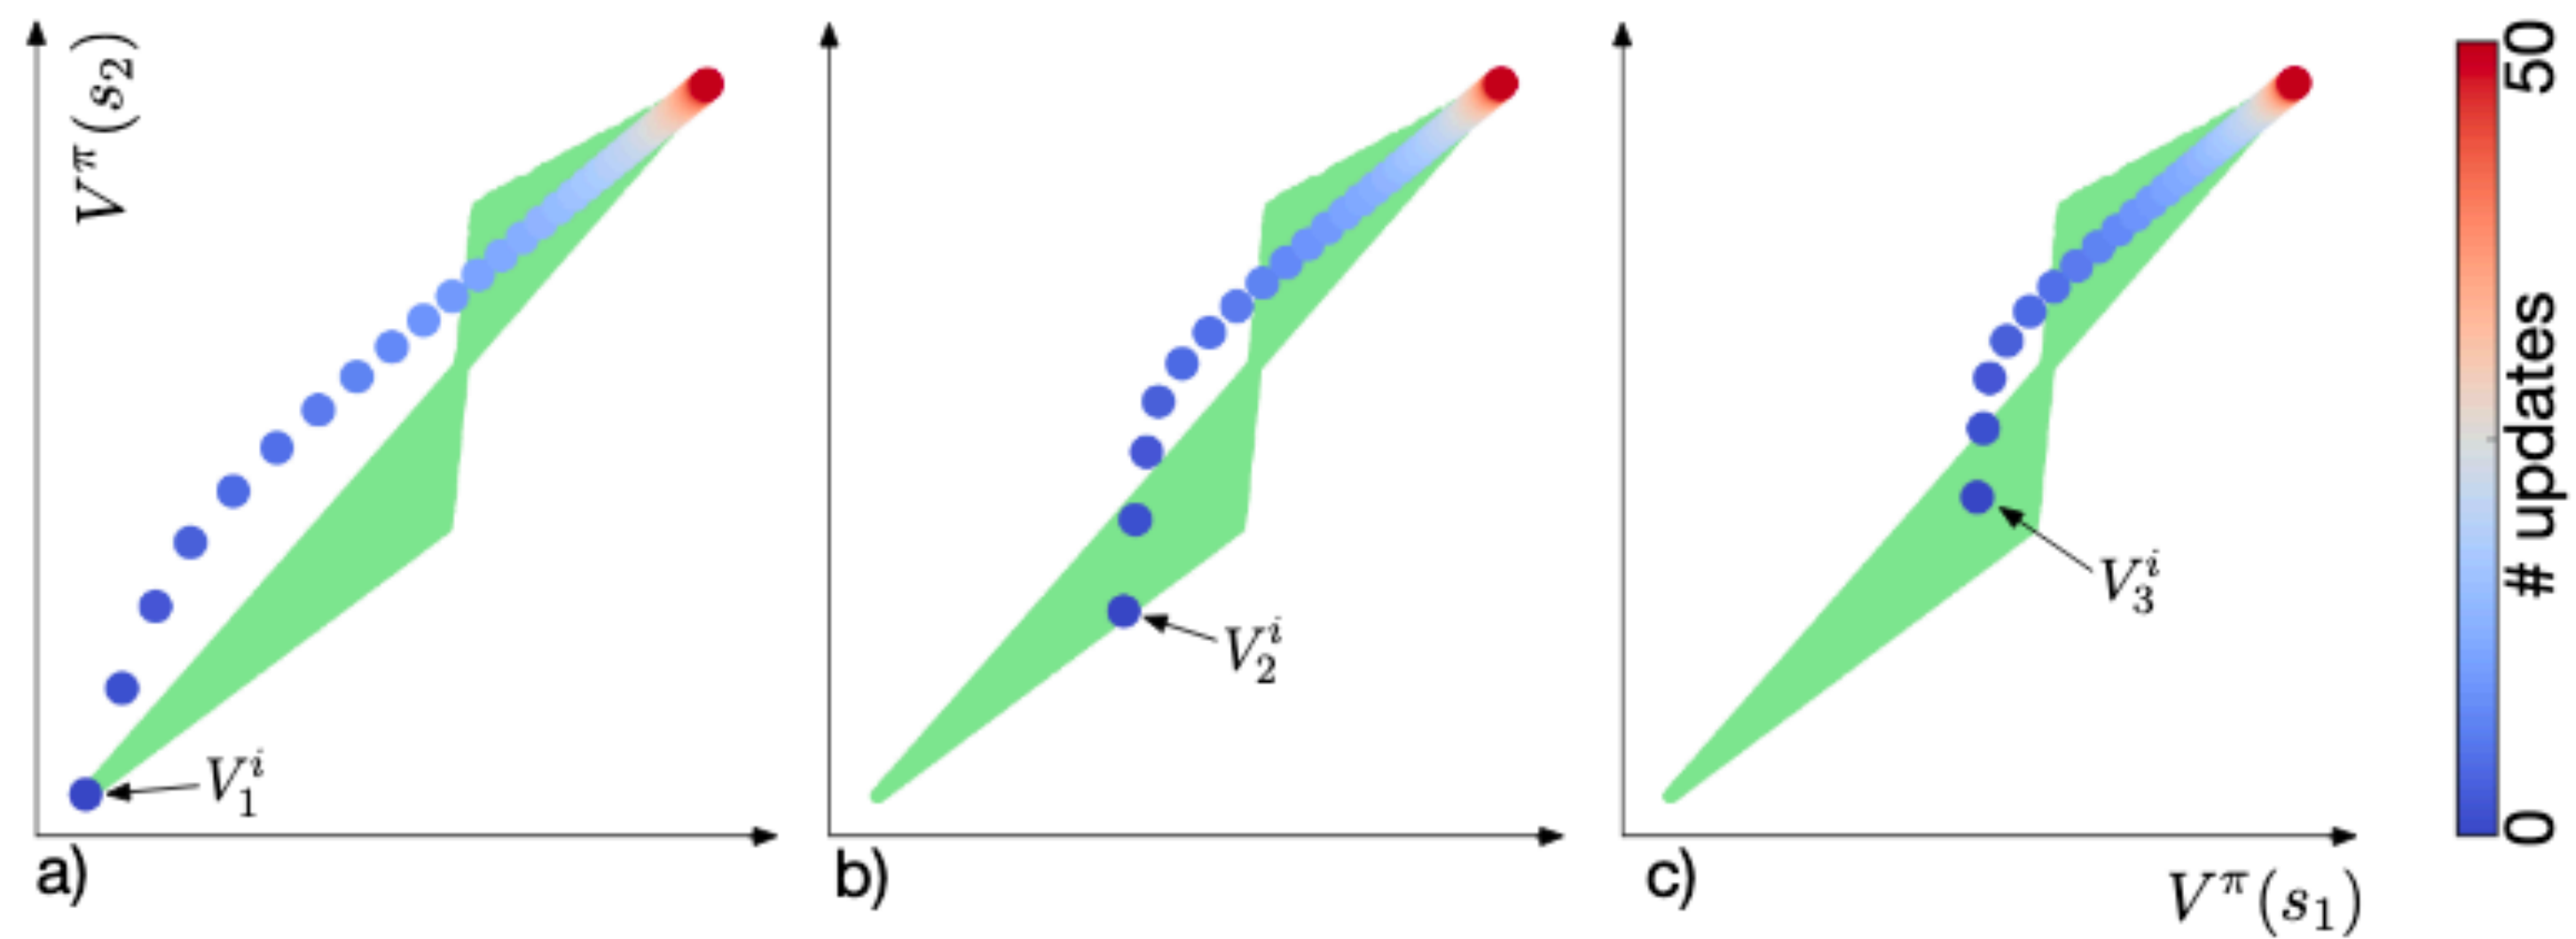 V^π(s_2)
V_1^i
a)
V_2^i
b)
V_3^i
c)
V^π(s_1)
50
# updates
0